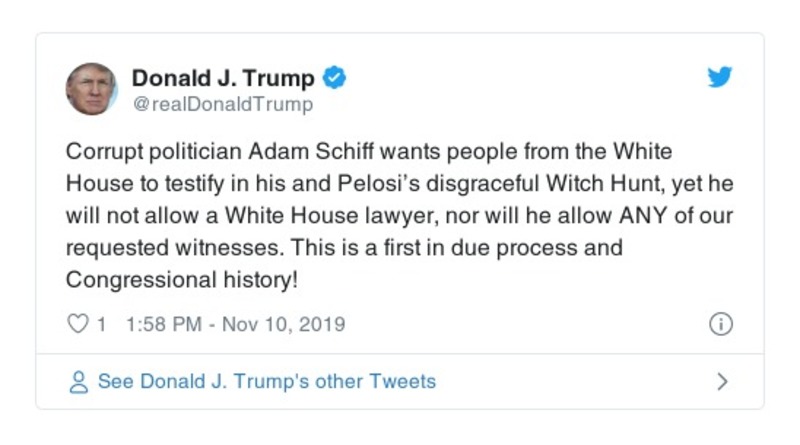 Donald J. Trump
@realDonaldTrump
Corrupt politician Adam Schiff wants people from the White
House to testify in his and Pelosi’s disgraceful Witch Hunt, yet he
will not allow a White House lawyer, nor will he allow ANY of our
requested witnesses. This is a first in due process and
Congressional history!
1 1:58 PM - Nov 10, 2019
See Donald J. Trump's other Tweets